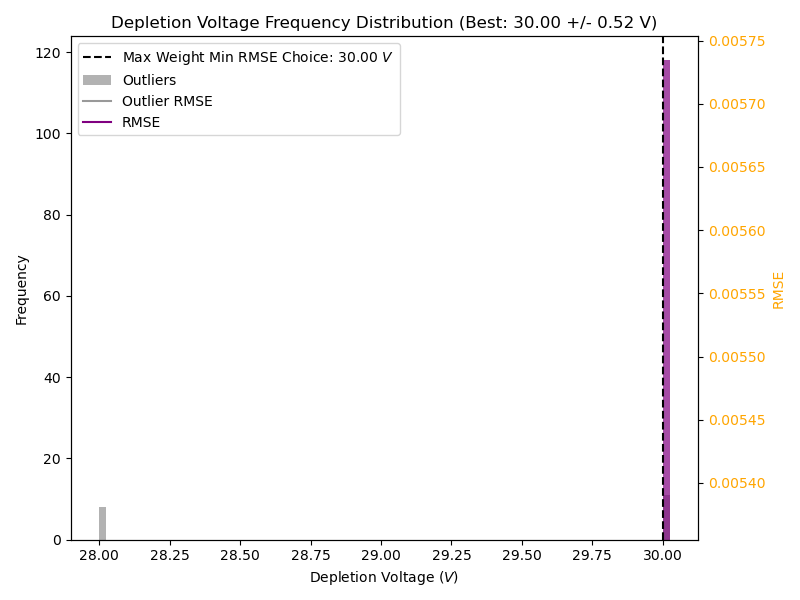 Depletion Voltage Frequency Distribution (Best: 30.00 +/- 0.52 V)
Max Weight Min RMSE Choice: 30.00 V
Outliers
Outlier RMSE
RMSE
Frequency
120
100
80
60
40
20
0
28.00 28.25 28.50 28.75 29.00 29.25 29.50 29.75 30.00
Depletion Voltage (V)
0.00575
0.00570
0.00565
0.00560
0.00555
0.00550
0.00545
0.00540
RMSE